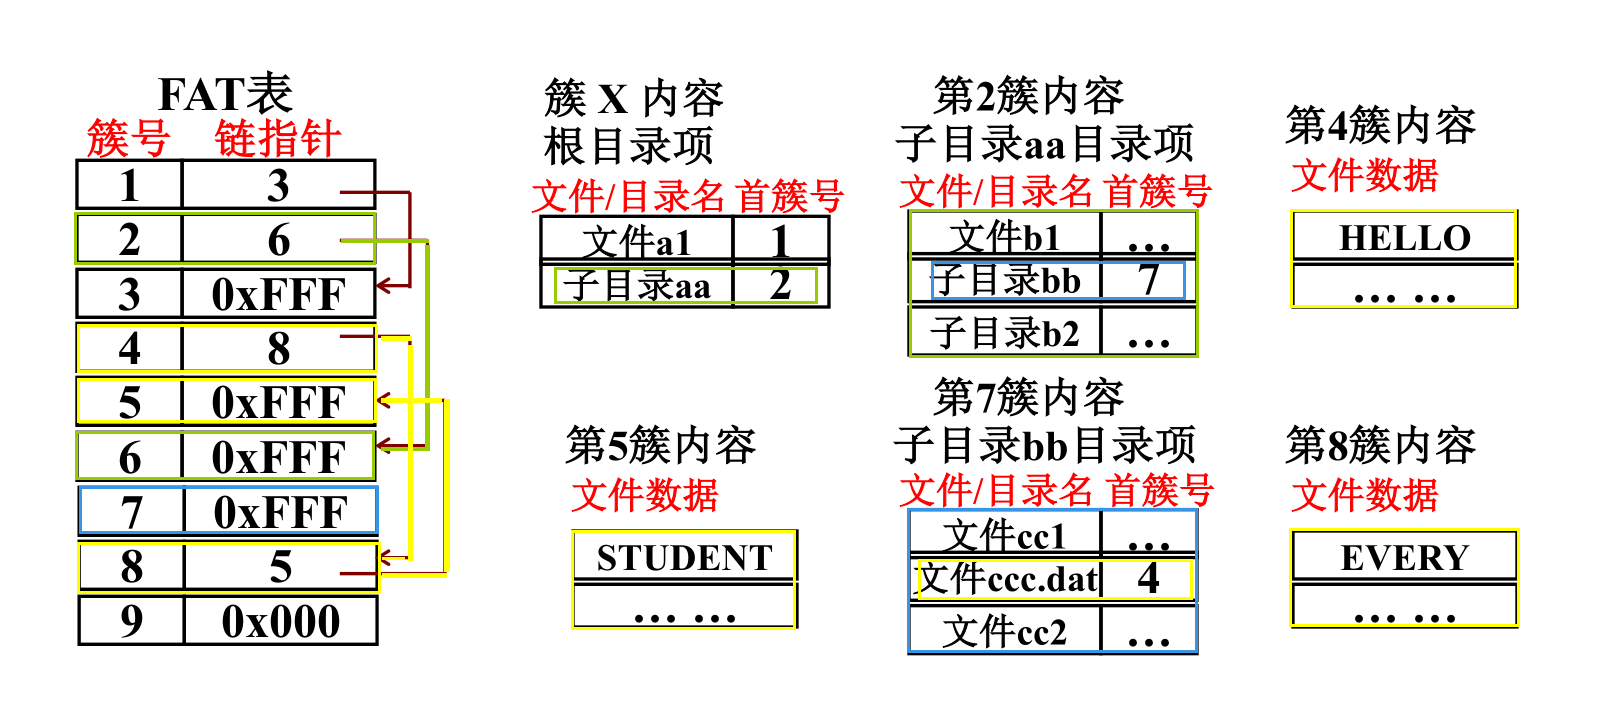 FAT表
簇号 链指针
1 3
2 6
3 0xFFF
4 8
5 0xFFF
6 0xFFF
7 0xFFF
8 5
9 0x000
簇 X 内容
根目录项
文件/目录名 首簇号
文件a1 1
子目录aa 2
第2簇内容
子目录aa目录项
文件/目录名 首簇号
文件b1 …
子目录bb 7
子目录b2 …
第4簇内容
文件数据
HELLO
… …
第5簇内容
文件数据
STUDENT
… …
第7簇内容
子目录bb目录项
文件/目录名 首簇号
文件cc1 …
文件ccc.dat 4
文件cc2 …
第8簇内容
文件数据
EVERY
… …